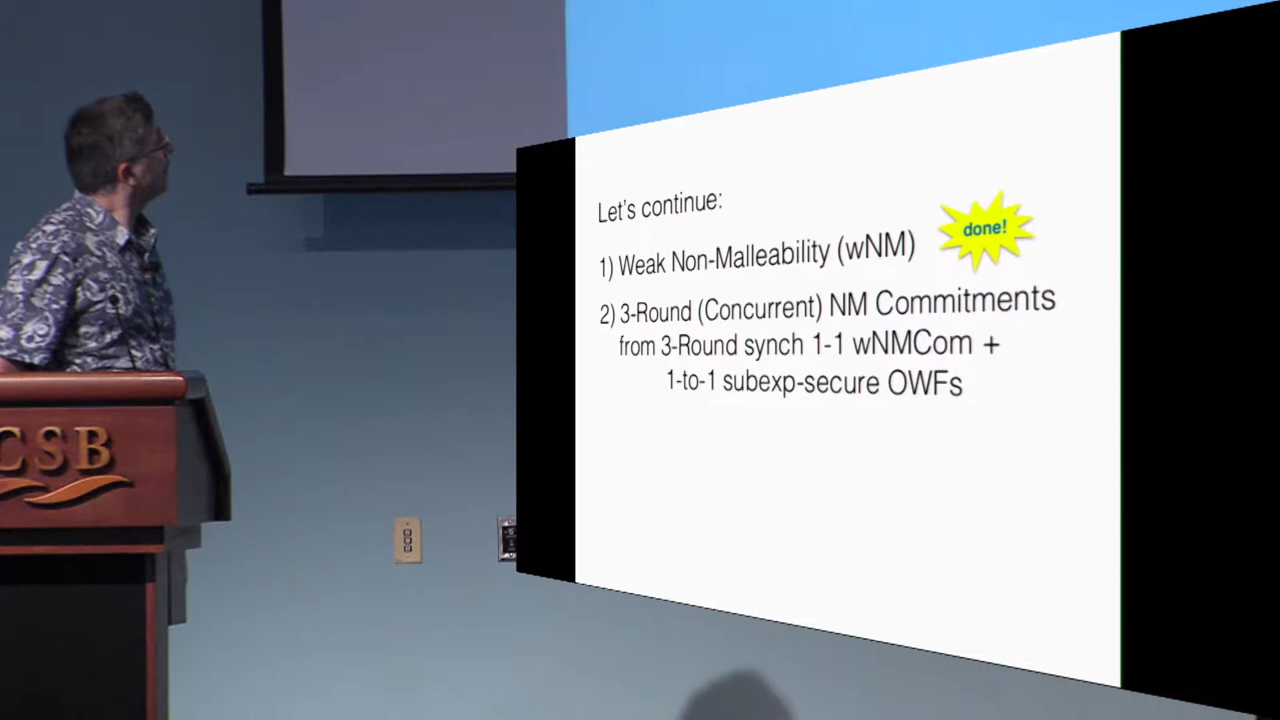 Let's continue:
1) Weak Non-Malleability (wNM)
done!
2) 3-Round (Concurrent) NM Commitments
from 3-Round synch 1-1 wNMCom +
1-to-1 subexp-secure OWFs
CSB